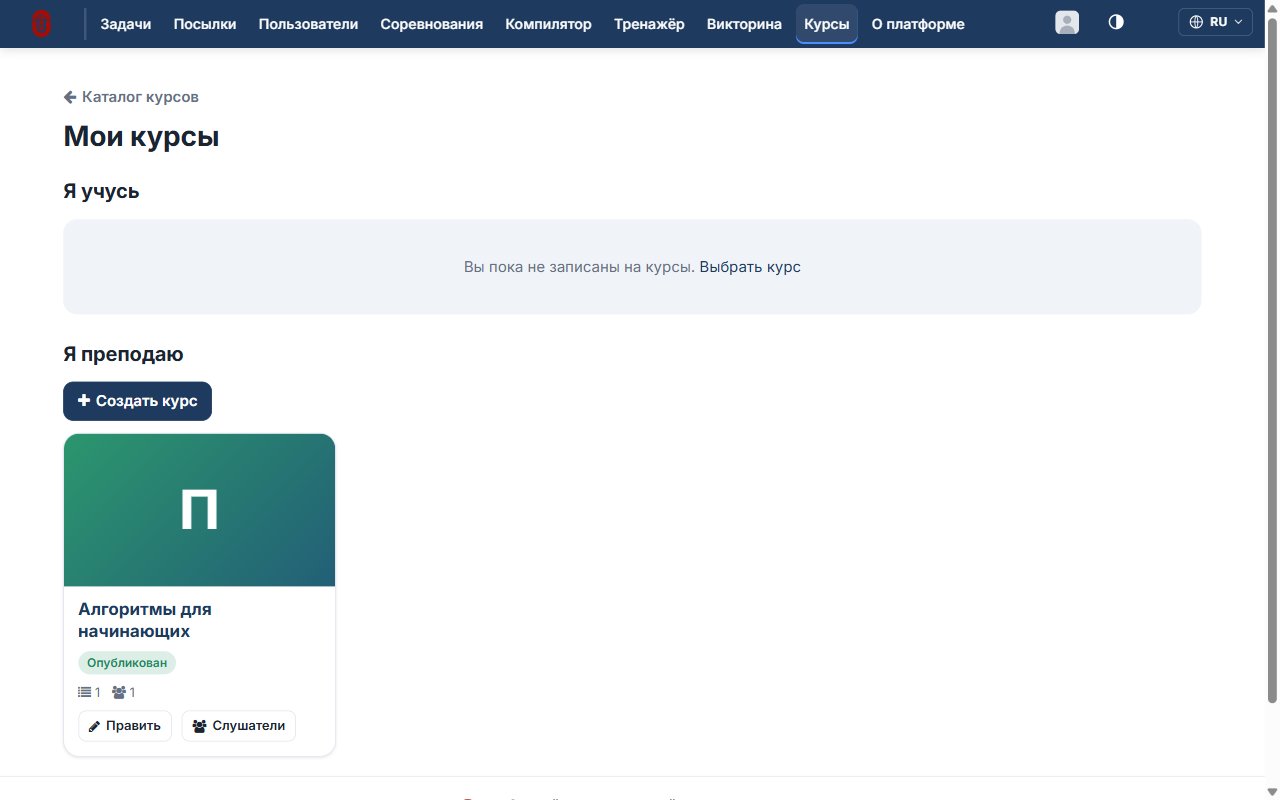 Задачи Посылки Пользователи Соревнования Компилятор Тренажёр Викторина Курсы О платформе RU
Каталог курсов
Мои курсы
Я учусь
Вы пока не записаны на курсы. Выбрать курс
Я преподаю
Создать курс
П
Алгоритмы для
начинающих
Опубликован
1 1
Править Слушатели